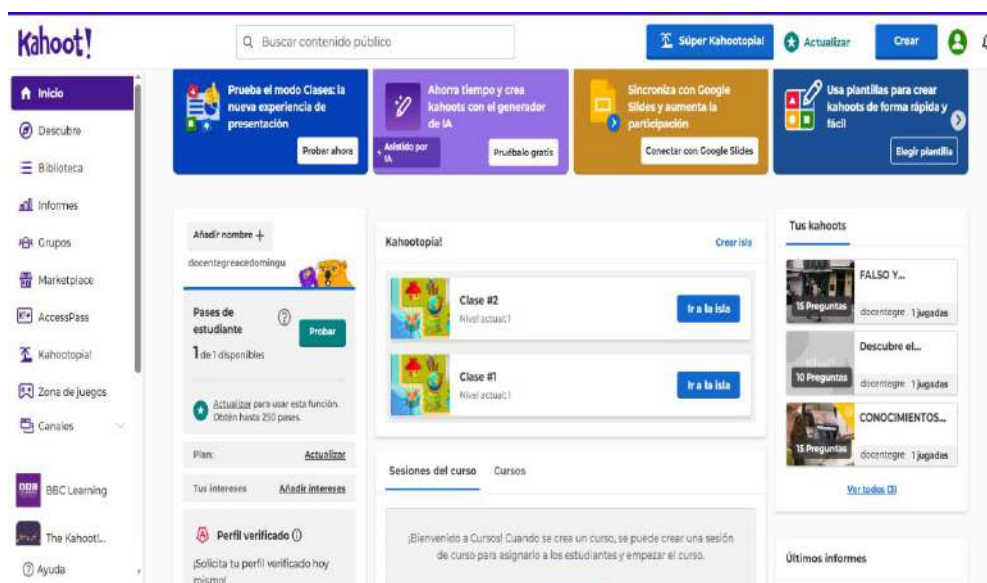 Kahoot!
Buscar contenido público
Súper Kahootopia!
Actualizar
Crear
Inicio
Descubre
Biblioteca
Informes
Grupos
Marketplace
AccessPass
Kahootopia!
Zona de juegos
Canales
BBC Learning
The Kahoot!...
Ayuda
Prueba el modo Clases: la
nueva experiencia de
presentación
Probar ahora
Ahorra tiempo y crea
kahoots con el generador
de IA
Asistido por
IA
Pruébalo gratis
Sincroniza con Google
Slides y aumenta la
participación
Conectar con Google Slides
Usa plantillas para crear
kahoots de forma rápida y
fácil
Elegir plantilla
Añadir nombre +
docentegreacedomingu
Pases de
estudiante
Probar
1 de 1 disponibles
Actualizar para usar esta función.
Obtén hasta 250 pases.
Plan: Actualizar
Tus intereses Añadir intereses
Perfil verificado
¡Solicita tu perfil verificado hoy
mismo!
Kahootopia!
Crear isla
Clase #2
Nivel actual: 1
Ir a la isla
Clase #1
Nivel actual: 1
Ir a la isla
Sesiones del curso Cursos
¡Bienvenido a Cursos! Cuando se crea un curso, se puede crear una sesión
de curso para asignarlo a los estudiantes y empezar el curso.
Tus kahoots
FALSO Y...
15 Preguntas
docentegre 1 jugadas
Descubre el...
10 Preguntas
docentegre 1 jugadas
CONOCIMIENTOS...
15 Preguntas
docentegre 1 jugadas
Ver todos (3)
Últimos informes